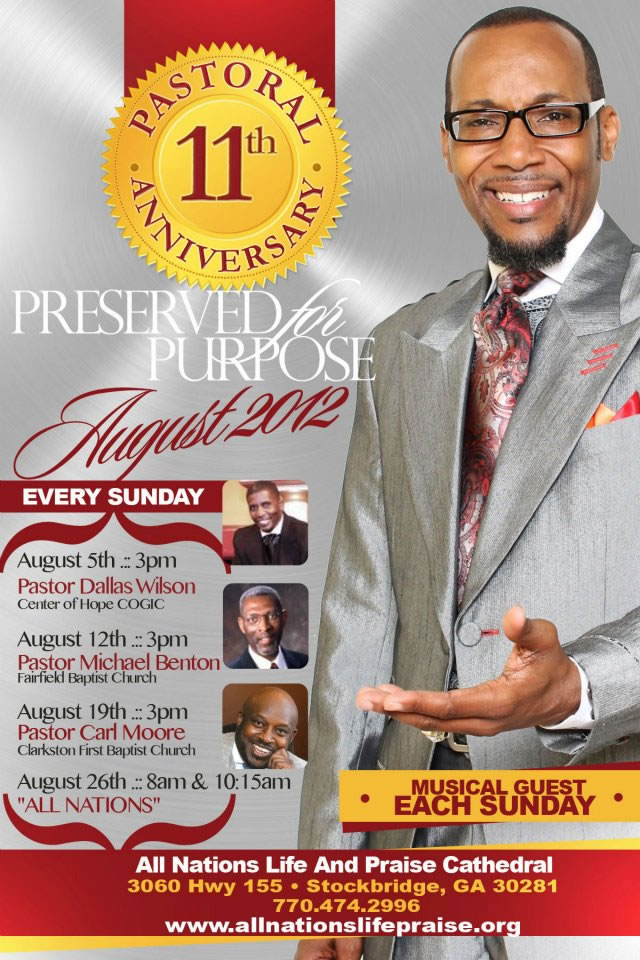 PASTORAL
11th
ANNIVERSARY
PRESERVED for
PURPOSE
August 2012
EVERY SUNDAY
August 5th .:: 3pm
Pastor Dallas Wilson
Center of Hope COGIC
August 12th .:: 3pm
Pastor Michael Benton
Fairfield Baptist Church
August 19th .:: 3pm
Pastor Carl Moore
Clarkston First Baptist Church
August 26th .:: 8am & 10:15am
"ALL NATIONS"
MUSICAL GUEST
• EACH SUNDAY •
All Nations Life And Praise Cathedral
3060 Hwy 155 • Stockbridge, GA 30281
770.474.2996
www.allnationslifepraise.org